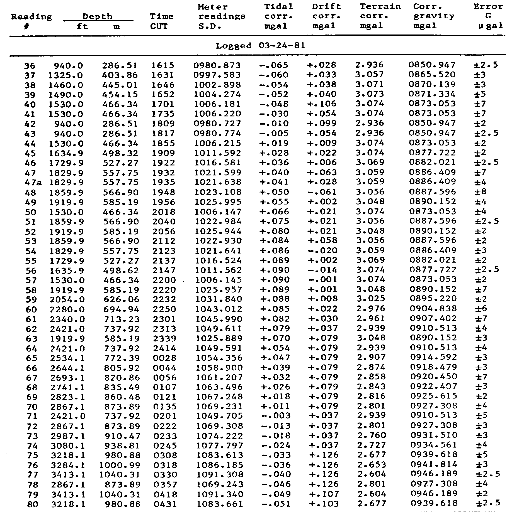 Reading Depth Time Meter readings Tidal corr. Drift corr. Terrain corr. Corr. gravity Error G
# ft m CUT S.D. mgal mgal mgal mgal μgal
Logged 03-24-81
36 940.0 286.51 1615 0980.873 -.065 +.028 2.936 0850.947 ±2.5
37 1325.0 403.86 1631 0997.583 -.060 +.033 3.057 0865.520 ±3
38 1460.0 445.01 1646 1002.898 -.054 +.038 3.071 0870.139 ±3
39 1490.0 454.15 1652 1004.274 -.052 +.040 3.073 0871.334 ±5
40 1530.0 466.34 1701 1006.181 -.048 +.106 3.074 0873.053 ±7
41 1530.0 466.34 1735 1006.220 -.030 +.054 3.074 0873.053 ±7
42 940.0 286.51 1809 0980.727 -.010 +.099 2.936 0850.947 ±2
43 940.0 286.51 1817 0980.774 -.005 +.054 2.936 0850.947 ±2.5
44 1530.0 466.34 1855 1006.215 +.019 +.009 3.074 0873.053 ±2
45 1634.9 498.32 1909 1011.592 +.028 +.022 3.074 0877.722 ±2
46 1729.9 527.27 1922 1016.581 +.036 +.006 3.069 0882.021 ±2.5
47 1829.9 557.75 1932 1021.599 +.040 +.063 3.059 0886.409 ±7
47a 1829.9 557.75 1935 1021.638 +.041 +.028 3.059 0886.409 ±4
48 1859.9 566.90 1948 1023.108 +.050 -.061 3.056 0887.596 ±8
49 1919.9 585.19 1956 1025.995 +.055 +.002 3.048 0890.152 ±4
50 1530.0 466.34 2018 1006.147 +.066 +.021 3.074 0873.053 ±4
51 1859.9 566.90 2040 1022.984 +.075 +.021 3.056 0887.596 ±2.5
52 1919.9 585.19 2056 1025.944 +.080 +.021 3.048 0890.152 ±2
53 1859.9 566.90 2112 1022.930 +.084 +.058 3.056 0887.596 ±2
54 1829.9 557.75 2123 1021.641 +.086 -.020 3.059 0886.409 ±3
55 1729.9 527.27 2137 1016.524 +.089 +.002 3.069 0882.021 ±2
56 1635.9 498.62 2147 1011.562 +.090 -.014 3.074 0877.722 ±2.5
57 1530.0 466.34 2200 1006.145 +.090 -.001 3.074 0873.053 ±2
58 1919.9 585.19 2220 1025.957 +.089 +.001 3.048 0890.152 ±7
59 2054.0 626.06 2232 1031.840 +.088 +.008 3.025 0895.220 ±2
60 2280.0 694.94 2250 1043.012 +.085 +.022 2.976 0904.838 ±6
61 2340.0 713.23 2301 1045.990 +.082 +.030 2.961 0907.402 ±7
62 2421.0 737.92 2313 1049.611 +.079 +.037 2.939 0910.513 ±4
63 1919.9 585.19 2339 1025.889 +.070 +.079 3.048 0890.152 ±3
64 2421.0 737.92 2414 1049.591 +.054 +.079 2.939 0910.513 ±4
65 2534.1 772.39 0028 1054.356 +.047 +.079 2.907 0914.592 ±3
66 2644.1 805.92 0044 1058.900 +.039 +.079 2.874 0918.479 ±3
67 2693.1 820.86 0056 1061.207 +.032 +.079 2.858 0920.450 ±7
68 2741.1 835.49 0107 1063.496 +.026 +.079 2.843 0922.407 ±3
69 2823.1 860.48 0121 1067.248 +.018 +.079 2.816 0925.615 ±2
70 2867.1 873.89 0135 1069.231 +.011 +.079 2.801 0927.308 ±4
71 2421.0 737.92 0201 1049.705 -.003 +.037 2.939 0910.513 ±5
72 2867.1 873.89 0222 1069.308 -.013 +.037 2.801 0927.308 ±3
73 2987.1 910.47 0233 1074.222 -.018 +.037 2.760 0931.510 ±3
74 3080.1 938.81 0245 1077.797 -.024 +.037 2.727 0934.561 ±4
75 3218.1 980.88 0308 1083.613 -.033 +.126 2.677 0939.618 ±5
76 3284.1 1000.99 0318 1086.185 -.036 +.126 2.653 0941.814 ±3
77 3413.1 1040.31 0330 1091.308 -.040 +.126 2.604 0946.189 ±2.5
78 2867.1 873.89 0357 1069.243 -.046 +.126 2.801 0927.308 ±4
79 3413.1 1040.31 0418 1091.340 -.049 +.107 2.604 0946.189 ±2
80 3218.1 980.88 0431 1083.661 -.051 +.103 2.677 0939.618 ±2.5